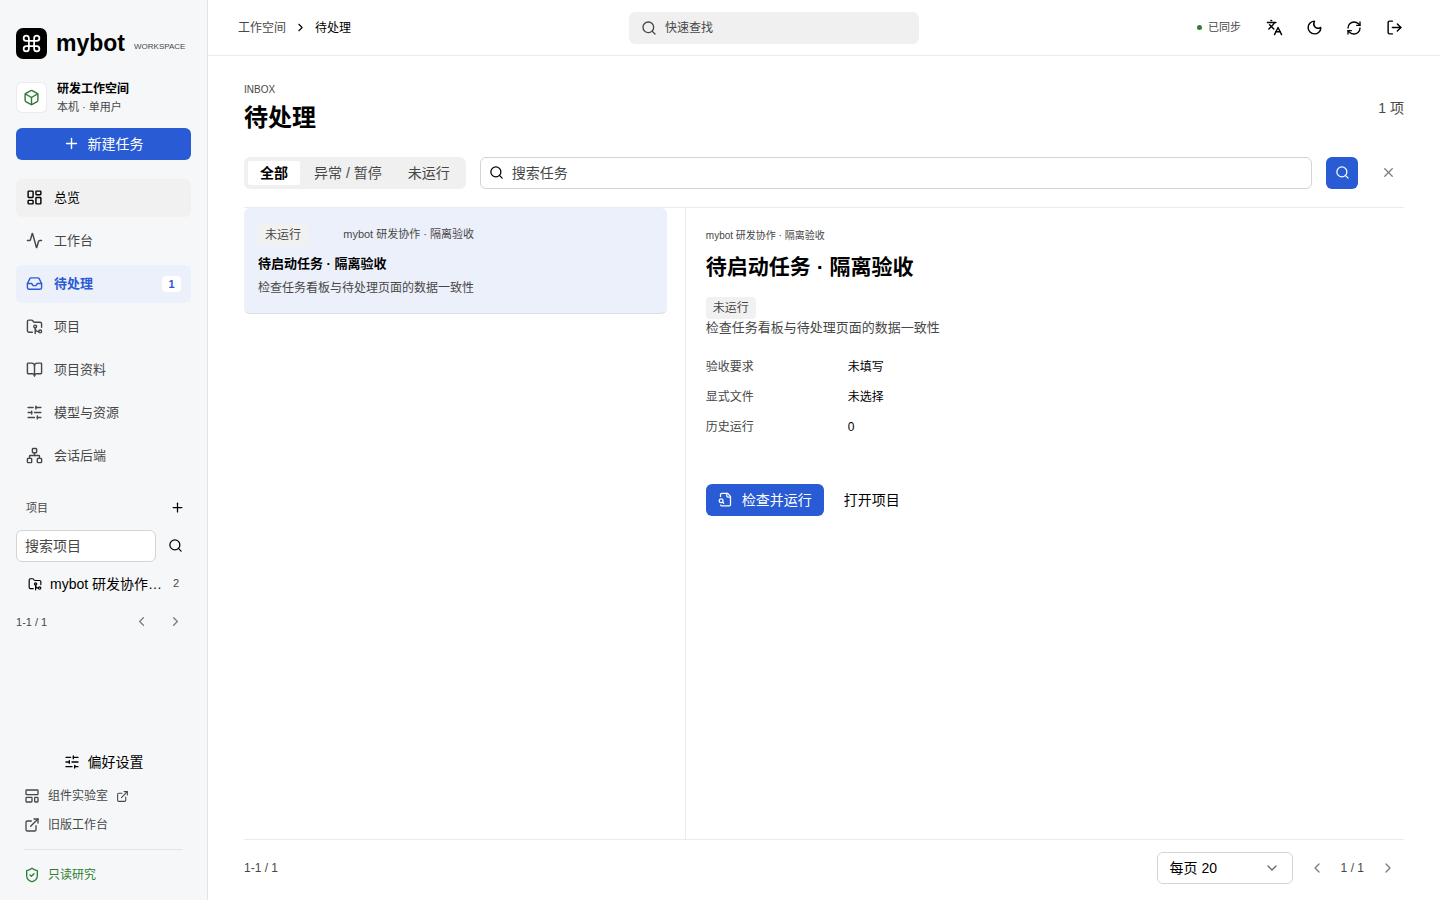 mybot WORKSPACE
研发工作空间
本机 · 单用户
新建任务
总览
工作台
待处理 1
项目
项目资料
模型与资源
会话后端
项目
搜索项目
mybot 研发协作… 2
1-1 / 1
偏好设置
组件实验室
旧版工作台
只读研究
工作空间 待处理
快速查找
已同步
INBOX
待处理
1 项
全部 异常 / 暂停 未运行
搜索任务
未运行 mybot 研发协作 · 隔离验收
待启动任务 · 隔离验收
检查任务看板与待处理页面的数据一致性
mybot 研发协作 · 隔离验收
待启动任务 · 隔离验收
未运行
检查任务看板与待处理页面的数据一致性
验收要求 未填写
显式文件 未选择
历史运行 0
检查并运行 打开项目
1-1 / 1
每页 20
1 / 1